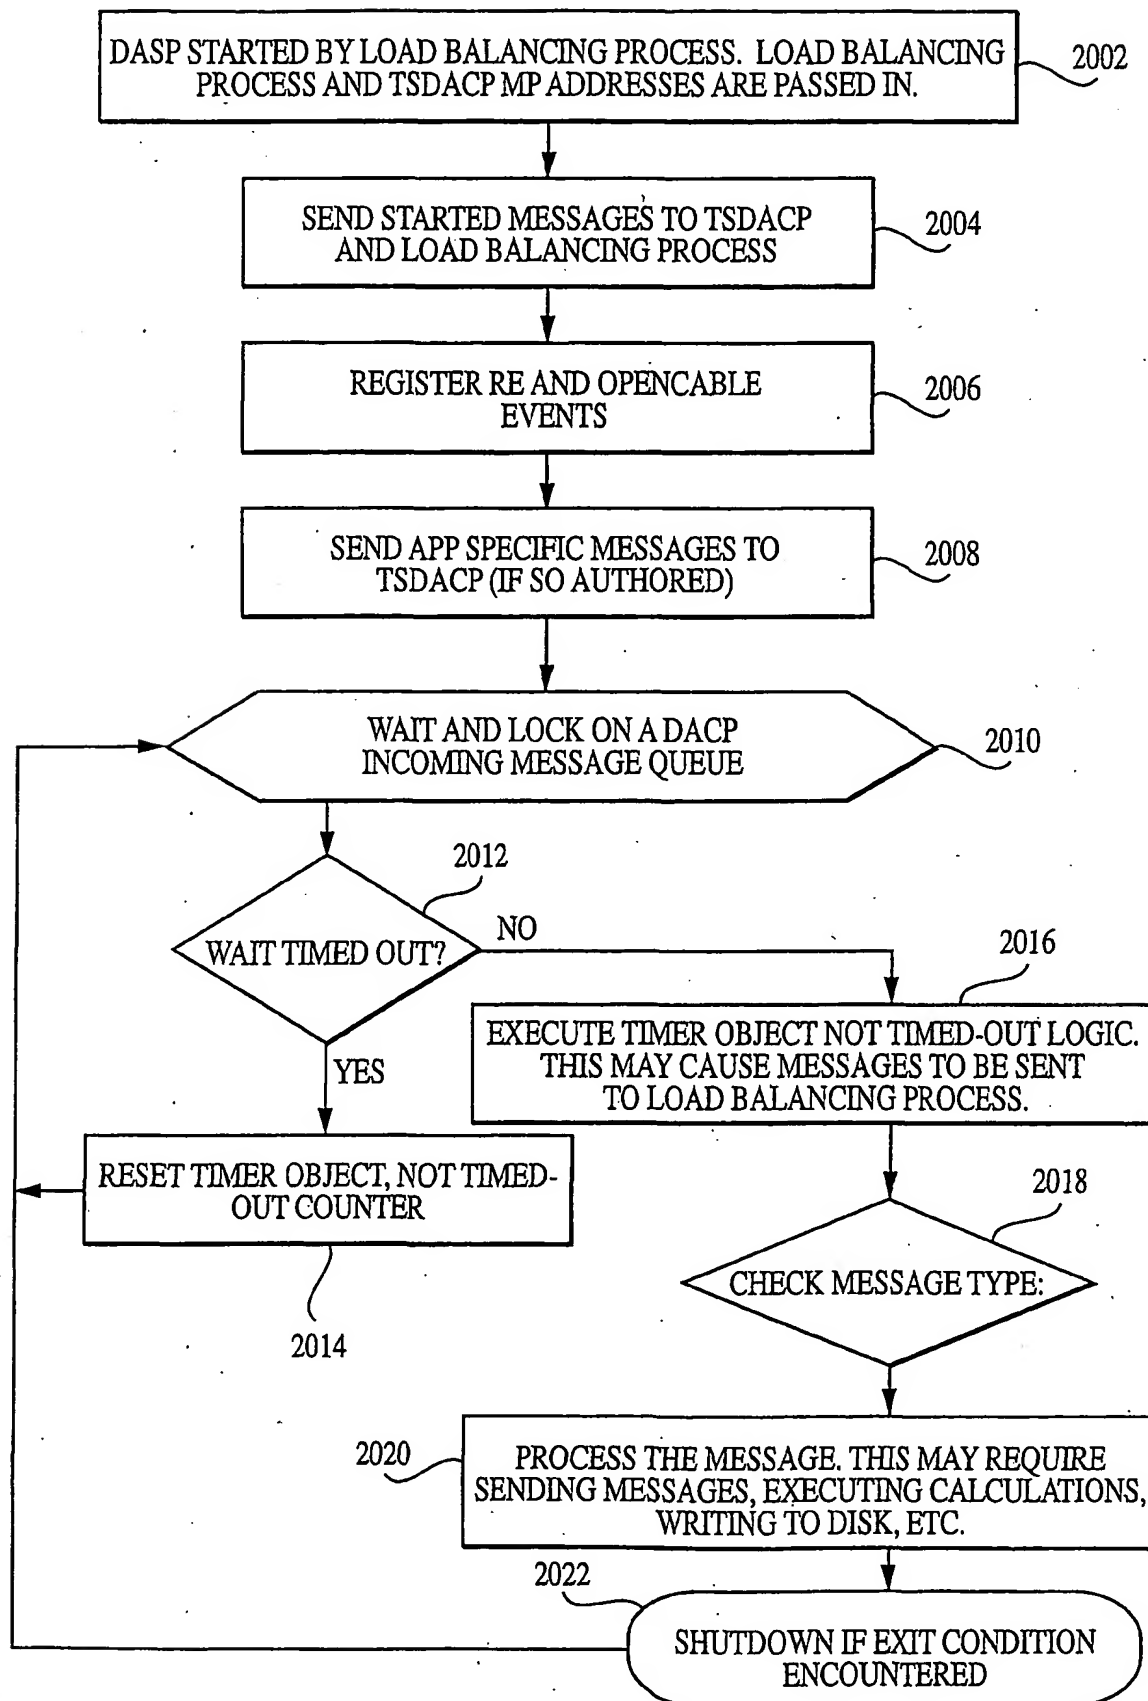 DASP STARTED BY LOAD BALANCING PROCESS. LOAD BALANCING
PROCESS AND TSDACP MP ADDRESSES ARE PASSED IN.
2002
SEND STARTED MESSAGES TO TSDACP
AND LOAD BALANCING PROCESS
2004
REGISTER RE AND OPENCABLE
EVENTS
2006
SEND APP SPECIFIC MESSAGES TO
TSDACP (IF SO AUTHORED)
2008
WAIT AND LOCK ON A DACP
INCOMING MESSAGE QUEUE
2010
2012
WAIT TIMED OUT?
NO
YES
2016
EXECUTE TIMER OBJECT NOT TIMED-OUT LOGIC.
THIS MAY CAUSE MESSAGES TO BE SENT
TO LOAD BALANCING PROCESS.
RESET TIMER OBJECT, NOT TIMED-
OUT COUNTER
2014
2018
CHECK MESSAGE TYPE:
2020
PROCESS THE MESSAGE. THIS MAY REQUIRE
SENDING MESSAGES, EXECUTING CALCULATIONS,
WRITING TO DISK, ETC.
2022
SHUTDOWN IF EXIT CONDITION
ENCOUNTERED